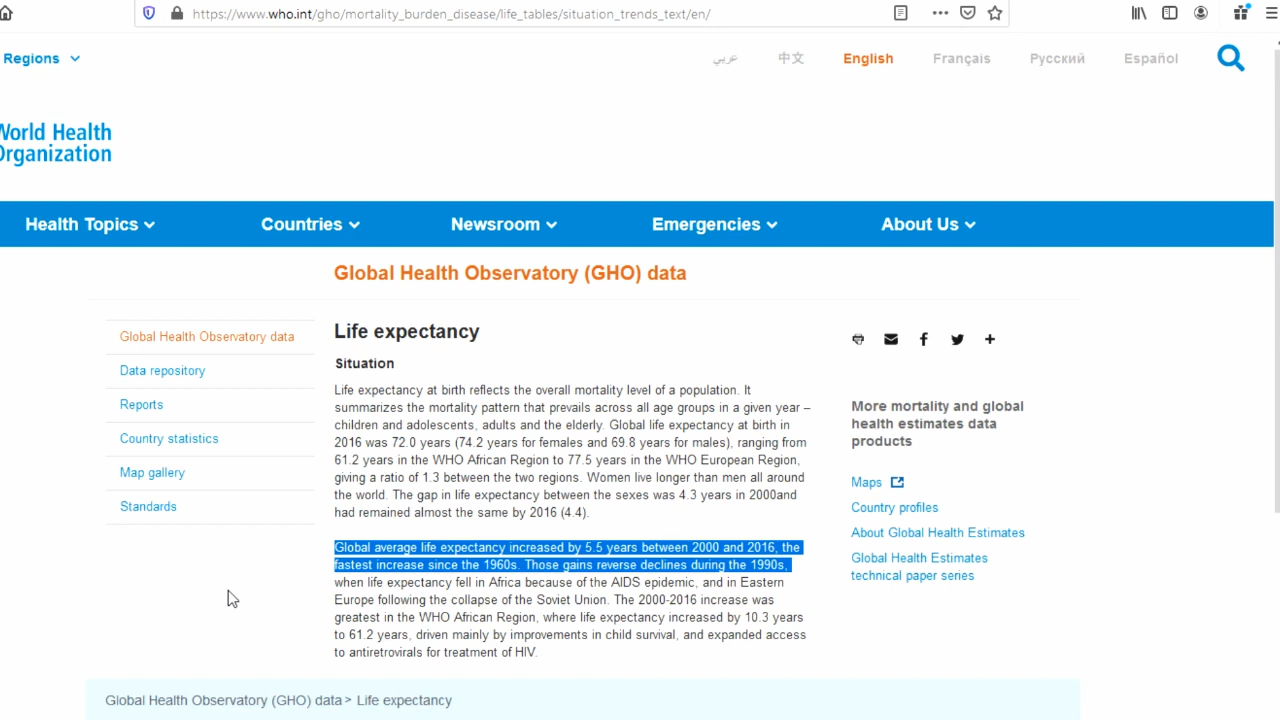 https://www.who.int/gho/mortality_burden_disease/life_tables/situation_trends_text/en/
Regions
عربي
中文
English
Français
Русский
Español
World Health
Organization
Health Topics
Countries
Newsroom
Emergencies
About Us
Global Health Observatory (GHO) data
Global Health Observatory data
Data repository
Reports
Country statistics
Map gallery
Standards
Life expectancy
Situation
Life expectancy at birth reflects the overall mortality level of a population. It
summarizes the mortality pattern that prevails across all age groups in a given year –
children and adolescents, adults and the elderly. Global life expectancy at birth in
2016 was 72.0 years (74.2 years for females and 69.8 years for males), ranging from
61.2 years in the WHO African Region to 77.5 years in the WHO European Region,
giving a ratio of 1.3 between the two regions. Women live longer than men all around
the world. The gap in life expectancy between the sexes was 4.3 years in 2000and
had remained almost the same by 2016 (4.4).
Global average life expectancy increased by 5.5 years between 2000 and 2016, the
fastest increase since the 1960s. Those gains reverse declines during the 1990s,
when life expectancy fell in Africa because of the AIDS epidemic, and in Eastern
Europe following the collapse of the Soviet Union. The 2000-2016 increase was
greatest in the WHO African Region, where life expectancy increased by 10.3 years
to 61.2 years, driven mainly by improvements in child survival, and expanded access
to antiretrovirals for treatment of HIV.
More mortality and global
health estimates data
products
Maps
Country profiles
About Global Health Estimates
Global Health Estimates
technical paper series
Global Health Observatory (GHO) data > Life expectancy